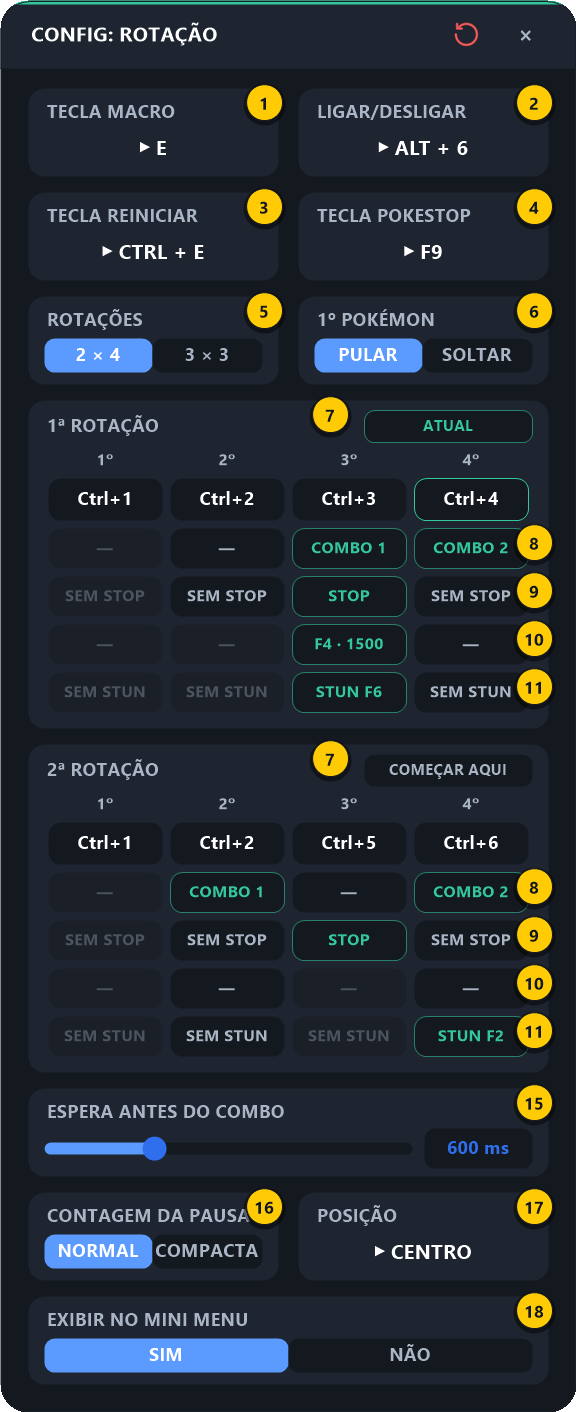 CONFIG: ROTAÇÃO ×
TECLA MACRO 1
▸ E
LIGAR/DESLIGAR 2
▸ ALT + 6
TECLA REINICIAR 3
▸ CTRL + E
TECLA POKESTOP 4
▸ F9
ROTAÇÕES 5
2 × 4 3 × 3
1º POKÉMON 6
PULAR SOLTAR
1ª ROTAÇÃO 7 ATUAL
1º 2º 3º 4º
Ctrl+1 Ctrl+2 Ctrl+3 Ctrl+4
— — COMBO 1 COMBO 2 8
SEM STOP SEM STOP STOP SEM STOP 9
— — F4 · 1500 — 10
SEM STUN SEM STUN STUN F6 SEM STUN 11
2ª ROTAÇÃO 7 COMEÇAR AQUI
1º 2º 3º 4º
Ctrl+1 Ctrl+2 Ctrl+5 Ctrl+6
— COMBO 1 — COMBO 2 8
SEM STOP SEM STOP STOP SEM STOP 9
— — — — 10
SEM STUN SEM STUN SEM STUN STUN F2 11
ESPERA ANTES DO COMBO 15
600 ms
CONTAGEM DA PAUSA 16
NORMAL COMPACTA
POSIÇÃO 17
▸ CENTRO
EXIBIR NO MINI MENU 18
SIM NÃO